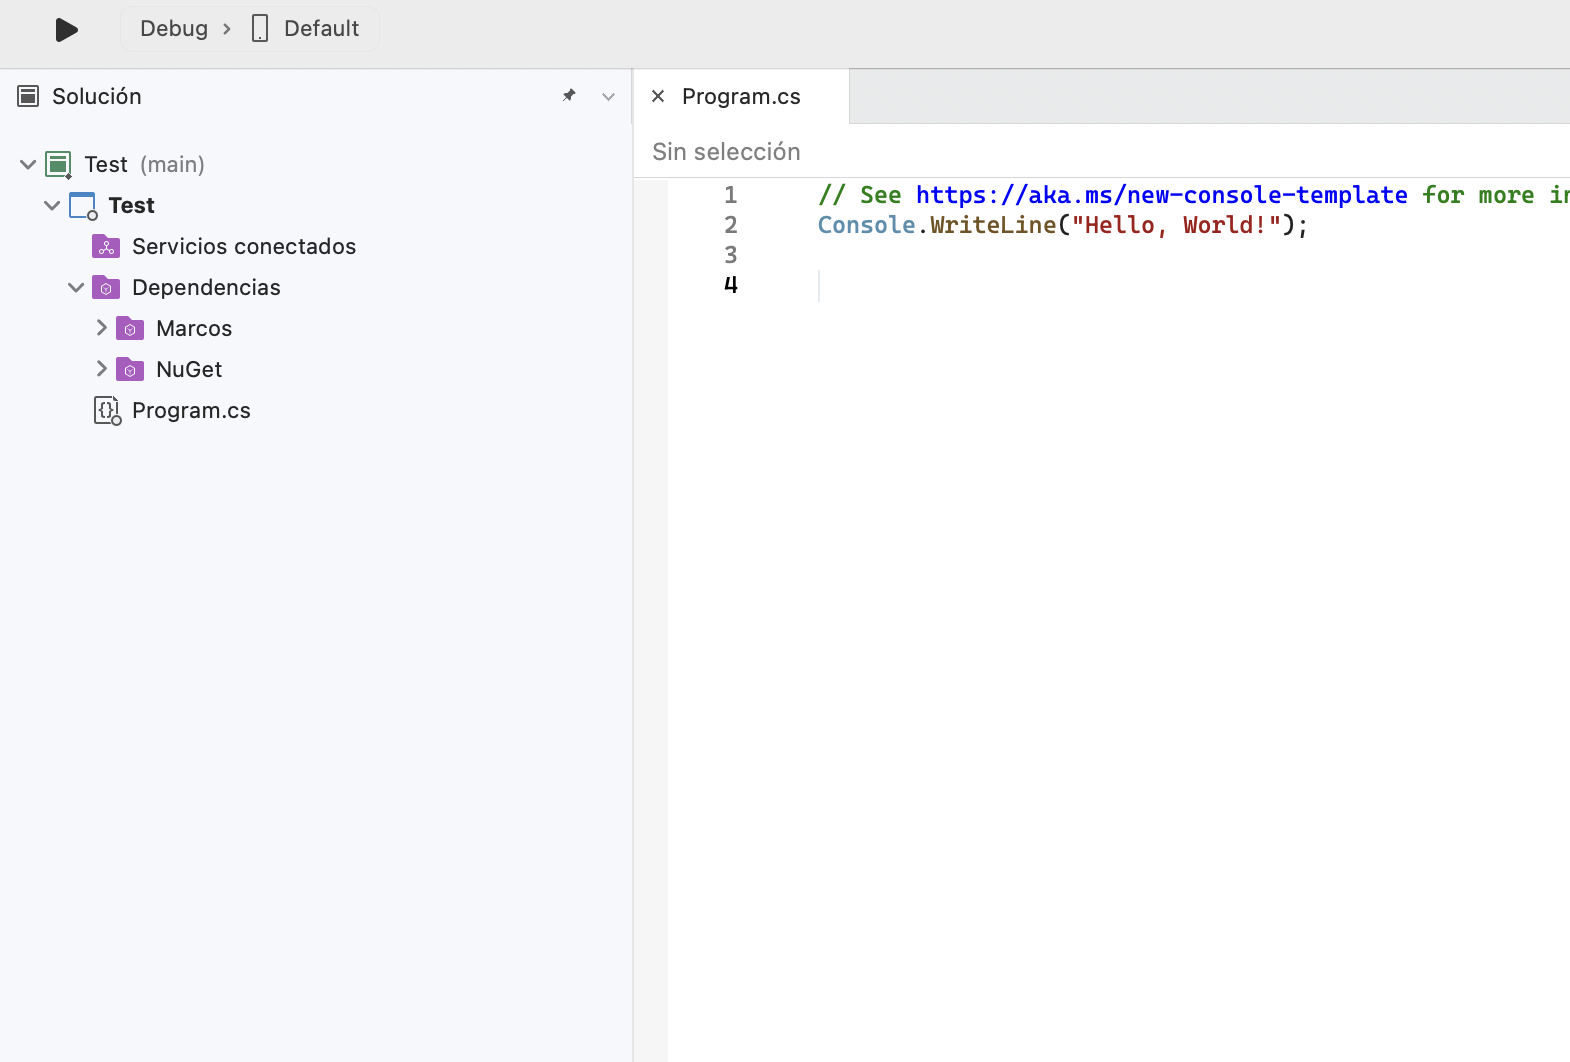 Debug > Default
Solución
Program.cs
Test (main)
Test
Servicios conectados
Dependencias
Marcos
NuGet
Program.cs
Sin selección
1 // See https://aka.ms/new-console-template for more
2 Console.WriteLine("Hello, World!");
3
4